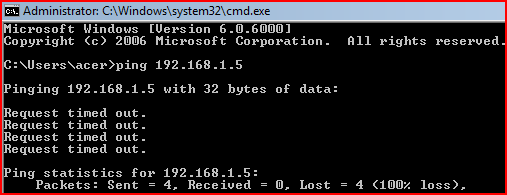 Administrator: C:\Windows\system32\cmd.exe
Microsoft Windows [Version 6.0.6000]
Copyright (c) 2006 Microsoft Corporation. All rights reserved.
C:\Users\acer>ping 192.168.1.5
Pinging 192.168.1.5 with 32 bytes of data:
Request timed out.
Request timed out.
Request timed out.
Request timed out.
Ping statistics for 192.168.1.5:
Packets: Sent = 4, Received = 0, Lost = 4 (100% loss),